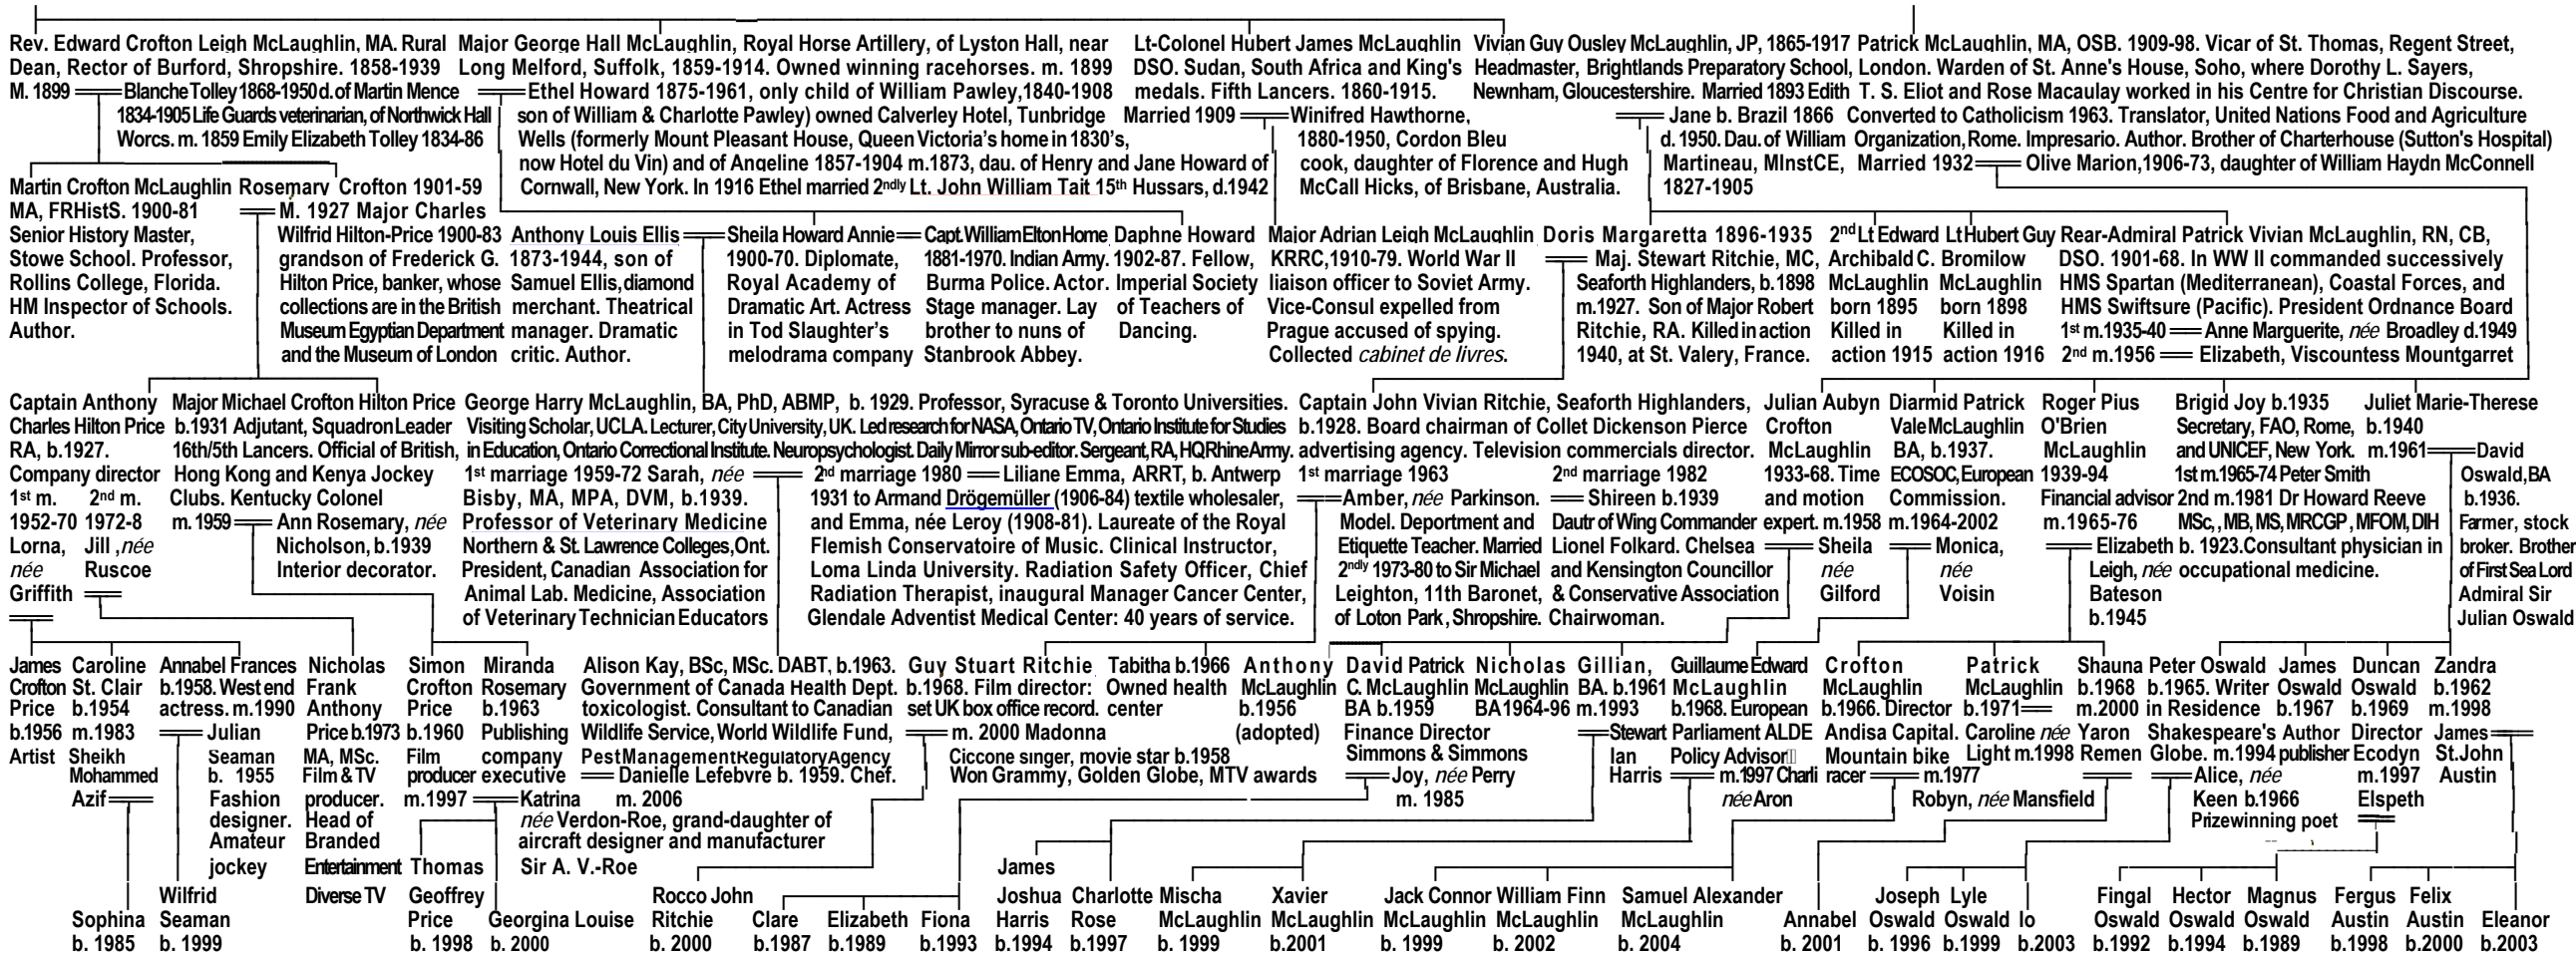 Rev. Edward Crofton Leigh McLaughlin, MA. Rural
Dean, Rector of Burford, Shropshire. 1858-1939
M. 1899
Blanche Tolley 1868-1950 d. of Martin Mence
1834-1905 Life Guards veterinarian, of Northwick Hall
Worcs. m. 1859 Emily Elizabeth Tolley 1834-86
Major George Hall McLaughlin, Royal Horse Artillery, of Lyston Hall, near
Long Melford, Suffolk, 1859-1914. Owned winning racehorses. m. 1899
Ethel Howard 1875-1961, only child of William Pawley, 1840-1908
son of William & Charlotte Pawley) owned Calverley Hotel, Tunbridge
Wells (formerly Mount Pleasant House, Queen Victoria's home in 1830's,
now Hotel du Vin) and of Angeline 1857-1904 m.1873, dau. of Henry and Jane Howard of
Cornwall, New York. In 1916 Ethel married 2ndly Lt. John William Tait 15th Hussars, d.1942
Lt-Colonel Hubert James McLaughlin
DSO. Sudan, South Africa and King's
medals. Fifth Lancers. 1860-1915.
Married 1909
Winifred Hawthorne,
1880-1950, Cordon Bleu
cook, daughter of Florence and Hugh
McCall Hicks, of Brisbane, Australia.
Vivian Guy Ousley McLaughlin, JP, 1865-1917
Headmaster, Brightlands Preparatory School,
Newnham, Gloucestershire. Married 1893 Edith
Jane b. Brazil 1866
d. 1950. Dau. of William
Martineau, MInstCE,
1827-1905
Patrick McLaughlin, MA, OSB. 1909-98. Vicar of St. Thomas, Regent Street,
London. Warden of St. Anne's House, Soho, where Dorothy L. Sayers,
T. S. Eliot and Rose Macaulay worked in his Centre for Christian Discourse.
Converted to Catholicism 1963. Translator, United Nations Food and Agriculture
Organization, Rome. Impresario. Author. Brother of Charterhouse (Sutton's Hospital)
Married 1932
Olive Marion, 1906-73, daughter of William Haydn McConnell
Martin Crofton McLaughlin
MA, FRHistS. 1900-81
Senior History Master,
Stowe School. Professor,
Rollins College, Florida.
HM Inspector of Schools.
Author.
Rosemary Crofton 1901-59
M. 1927 Major Charles
Wilfrid Hilton-Price 1900-83
grandson of Frederick G.
Hilton Price, banker, whose
collections are in the British
Museum Egyptian Department
and the Museum of London
Anthony Louis Ellis
1873-1944, son of
Samuel Ellis, diamond
merchant. Theatrical
manager. Dramatic
critic. Author.
Sheila Howard Annie
1900-70. Diplomate,
Royal Academy of
Dramatic Art. Actress
in Tod Slaughter's
melodrama company
Capt. William Elton Home
1881-1970. Indian Army.
Burma Police. Actor.
Stage manager. Lay
brother to nuns of
Stanbrook Abbey.
Daphne Howard
1902-87. Fellow,
Imperial Society
of Teachers of
Dancing.
Major Adrian Leigh McLaughlin
KRRC, 1910-79. World War II
liaison officer to Soviet Army.
Vice-Consul expelled from
Prague accused of spying.
Collected cabinet de livres.
Doris Margaretta 1896-1935
Maj. Stewart Ritchie, MC,
Seaforth Highlanders, b.1898
m.1927. Son of Major Robert
Ritchie, RA. Killed in action
1940, at St. Valery, France.
2nd Lt Edward
Archibald C.
McLaughlin
born 1895
Killed in
action 1915
Lt Hubert Guy
Bromilow
McLaughlin
born 1898
Killed in
action 1916
Rear-Admiral Patrick Vivian McLaughlin, RN, CB,
DSO. 1901-68. In WW II commanded successively
HMS Spartan (Mediterranean), Coastal Forces, and
HMS Swiftsure (Pacific). President Ordnance Board
1st m.1935-40
Anne Marguerite, née Broadley d.1949
2nd m.1956
Elizabeth, Viscountess Mountgarret
Captain Anthony
Charles Hilton Price
RA, b.1927.
Company director
1st m.
1952-70
Lorna,
née
Griffith
2nd m.
1972-8
Jill, née
Ruscoe
Major Michael Crofton Hilton Price
b.1931 Adjutant, Squadron Leader
16th/5th Lancers. Official of British,
Hong Kong and Kenya Jockey
Clubs. Kentucky Colonel
m. 1959
Ann Rosemary, née
Nicholson, b.1939
Interior decorator.
George Harry McLaughlin, BA, PhD, ABMP, b. 1929. Professor, Syracuse & Toronto Universities.
Visiting Scholar, UCLA. Lecturer, City University, UK. Led research for NASA, Ontario TV, Ontario Institute for Studies
in Education, Ontario Correctional Institute. Neuropsychologist. Daily Mirror sub-editor. Sergeant, RA, HQ Rhine Army.
1st marriage 1959-72 Sarah, née
Bisby, MA, MPA, DVM, b.1939.
Professor of Veterinary Medicine
Northern & St. Lawrence Colleges, Ont.
President, Canadian Association for
Animal Lab. Medicine, Association
of Veterinary Technician Educators
2nd marriage 1980
Liliane Emma, ARRT, b. Antwerp
1931 to Armand Drögemüller (1906-84) textile wholesaler,
and Emma, née Leroy (1908-81). Laureate of the Royal
Flemish Conservatoire of Music. Clinical Instructor,
Loma Linda University. Radiation Safety Officer, Chief
Radiation Therapist, inaugural Manager Cancer Center,
Glendale Adventist Medical Center: 40 years of service.
Captain John Vivian Ritchie, Seaforth Highlanders,
b.1928. Board chairman of Collet Dickenson Pierce
advertising agency. Television commercials director.
1st marriage 1963
Amber, née Parkinson.
Model. Deportment and
Etiquette Teacher. Married
2ndly 1973-80 to Sir Michael
Leighton, 11th Baronet,
of Loton Park, Shropshire.
2nd marriage 1982
Shireen b.1939
Dautr of Wing Commander
Lionel Folkard. Chelsea
and Kensington Councillor
& Conservative Association
Chairwoman.
Julian Aubyn
Crofton
McLaughlin
1933-68. Time
and motion
expert. m.1958
Sheila
née
Gilford
Diarmid Patrick
Vale McLaughlin
BA, b.1937.
ECOSOC, European
Commission.
m.1964-2002
Monica,
née
Voisin
Roger Pius
O'Brien
McLaughlin
1939-94
Financial advisor
m.1965-76
Elizabeth
Leigh, née
Bateson
b.1945
Brigid Joy b.1935
Secretary, FAO, Rome,
and UNICEF, New York.
1st m.1965-74 Peter Smith
2nd m.1981 Dr Howard Reeve
MSc, , MB, MS, MRCGP, MFOM, DIH
b. 1923. Consultant physician in
occupational medicine.
Juliet Marie-Therese
b.1940
m.1961
David
Oswald, BA
b.1936.
Farmer, stock
broker. Brother
of First Sea Lord
Admiral Sir
Julian Oswald
James
Crofton
Price
b.1956
Artist
Caroline
St. Clair
b.1954
m.1983
Sheikh
Mohammed
Azif
Annabel Frances
b.1958. West end
actress. m.1990
Julian
Seaman
b. 1955
Fashion
designer.
Amateur
jockey
Nicholas
Frank
Anthony
Price b.1973
MA, MSc.
Film & TV
producer.
Head of
Branded
Entertainment
Diverse TV
Simon
Crofton
Price
b.1960
Film
producer
m.1997
Katrina
née Verdon-Roe, grand-daughter of
aircraft designer and manufacturer
Sir A. V.-Roe
Miranda
Rosemary
b.1963
Publishing
company
executive
Alison Kay, BSc, MSc. DABT, b.1963.
Government of Canada Health Dept.
toxicologist. Consultant to Canadian
Wildlife Service, World Wildlife Fund,
Pest Management Regulatory Agency
Danielle Lefebvre b. 1959. Chef.
m. 2006
Guy Stuart Ritchie
b.1968. Film director:
set UK box office record.
m. 2000 Madonna
Ciccone singer, movie star b.1958
Won Grammy, Golden Globe, MTV awards
Tabitha b.1966
Owned health
center
Anthony
McLaughlin
b.1956
(adopted)
David Patrick
C. McLaughlin
BA b.1959
Finance Director
Simmons & Simmons
Joy, née Perry
m. 1985
Nicholas
McLaughlin
BA 1964-96
Gillian,
BA. b.1961
m.1993
Stewart
Ian
Harris
Guillaume Edward
McLaughlin
b.1968. European
Parliament ALDE
Policy Advisor
m.1997 Charli
née Aron
Crofton
McLaughlin
b.1966. Director
Andisa Capital.
Mountain bike
racer
m.1977
Robyn, née Mansfield
Patrick
McLaughlin
b.1971
Caroline née
Light m.1998
Shauna
b.1968
m.2000
Yaron
Remen
Peter Oswald
b.1965. Writer
in Residence
Shakespeare's
Globe. m.1994
Alice, née
Keen b.1966
Prizewinning poet
James
Oswald
b.1967
Author
publisher
Duncan
Oswald
b.1969
Director
Ecodyn
m.1997
Elspeth
Zandra
b.1962
m.1998
James
St.John
Austin
Sophina
b. 1985
Wilfrid
Seaman
b. 1999
Thomas
Geoffrey
Price
b. 1998
Georgina Louise
b. 2000
Rocco John
Ritchie
b. 2000
Clare
b.1987
Elizabeth
b.1989
Fiona
b.1993
James
Joshua
Harris
b.1994
Charlotte
Rose
b.1997
Mischa
McLaughlin
b. 1999
Xavier
McLaughlin
b.2001
Jack Connor
McLaughlin
b. 1999
William Finn
McLaughlin
b. 2002
Samuel Alexander
McLaughlin
b. 2004
Annabel
b. 2001
Joseph
Oswald
b. 1996
Lyle
Oswald
b.1999
Io
b.2003
Fingal
Oswald
b.1992
Hector
Oswald
b.1994
Magnus
Oswald
b.1989
Fergus
Austin
b.1998
Felix
Austin
b.2000
Eleanor
b.2003